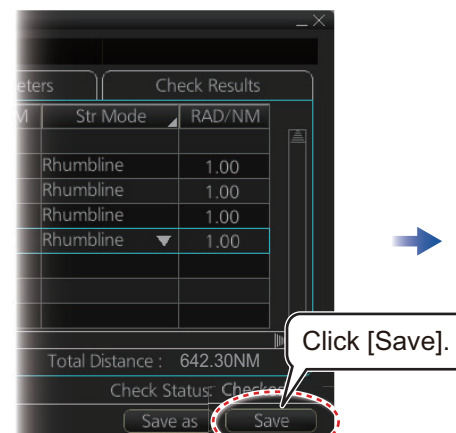 eters Check Results
M Str Mode RAD/NM
Rhumbline 1.00
Rhumbline 1.00
Rhumbline 1.00
Rhumbline 1.00
Click [Save].
Total Distance : 642.30NM
Check Status: Checke
Save as Save